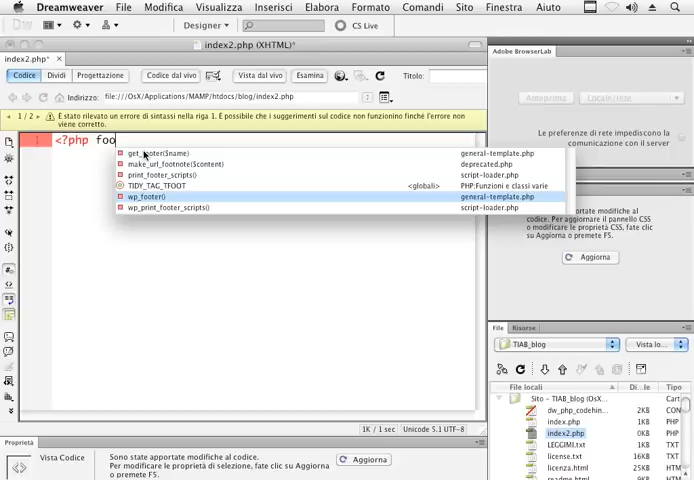 Dreamweaver File Modifica Visualizza Inserisci Elabora Formato Comandi Sito Finestra Aiuto
Dw Designer CS Live
index2.php (XHTML)*
index2.php*
Codice Dividi Progettazione Codice dal vivo Vista dal vivo Esamina Titolo:
Indirizzo: file:///OsX/Applications/MAMP/htdocs/blog/index2.php
1 / 2 È stato rilevato un errore di sintassi nella riga 1. È possibile che i suggerimenti sul codice non funzionino finché l'errore non
viene corretto.
1 <?php foo
get_footer($name) general-template.php
make_url_footnote($content) deprecated.php
print_footer_scripts() script-loader.php
TIDY_TAG_TFOOT <globali> PHP:Funzioni e classi varie
wp_footer() general-template.php
wp_print_footer_scripts() script-loader.php
1K / 1 sec Unicode 5.1 UTF-8
Proprietà
Vista Codice
Sono state apportate modifiche al codice.
Per modificare le proprietà di selezione, fate clic su Aggiorna
o premete F5.
Aggiorna
Adobe BrowserLab
Anteprima Locale/rete
Le preferenze di rete impediscono la
comunicazione con il server
apportate modifiche al
codice. Per aggiornare il pannello CSS
o modificare le proprietà CSS, fate clic
su Aggiorna o premete F5.
Aggiorna
File Risorse
TIAB_blog Vista lo...
File locali Di...le Tipo
Sito - TIAB_blog (OsX... Cart
dw_php_codehin... 2KB
index.php 1KB PHP
index2.php 0KB PHP
LEGGIMI.txt 1KB
license.txt 16KB
licenza.html 25KB
readme.html 9KB